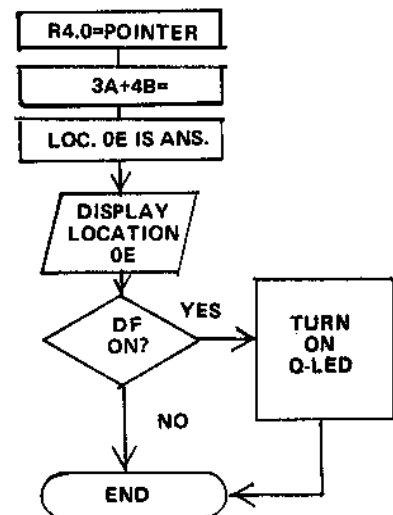 R4.0=POINTER
3A+4B=
LOC. 0E IS ANS.
DISPLAY
LOCATION
0E
DF
ON?
YES
TURN
ON
Q-LED
NO
END